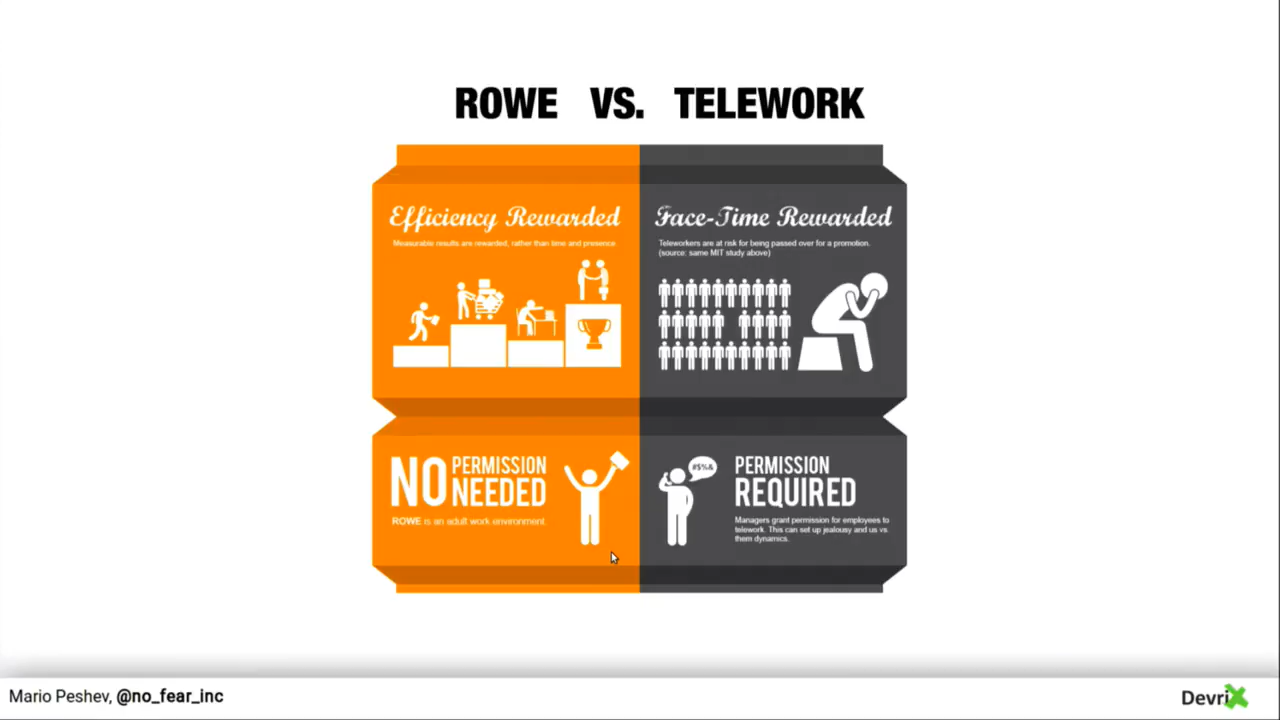 ROWE VS. TELEWORK
Efficiency Rewarded
Measurable results are rewarded, rather than time and presence.
Face-Time Rewarded
Teleworkers are at risk for being passed over for a promotion.
(source: same MIT study above)
NO PERMISSION
NEEDED
ROWE is an adult work environment.
#$%&
PERMISSION
REQUIRED
Managers grant permission for employees to
telework. This can set up jealousy and us vs.
them dynamics.
Mario Peshev, @no_fear_inc
DevriX